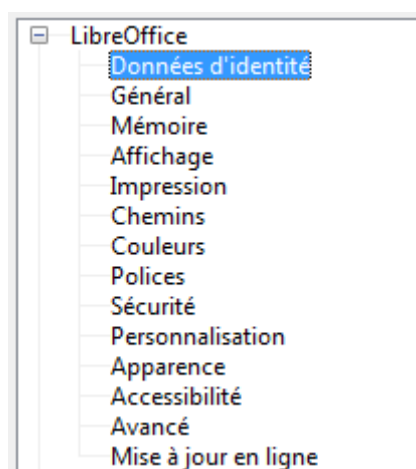 LibreOffice
Données d'identité
Général
Mémoire
Affichage
Impression
Chemins
Couleurs
Polices
Sécurité
Personnalisation
Apparence
Accessibilité
Avancé
Mise à jour en ligne